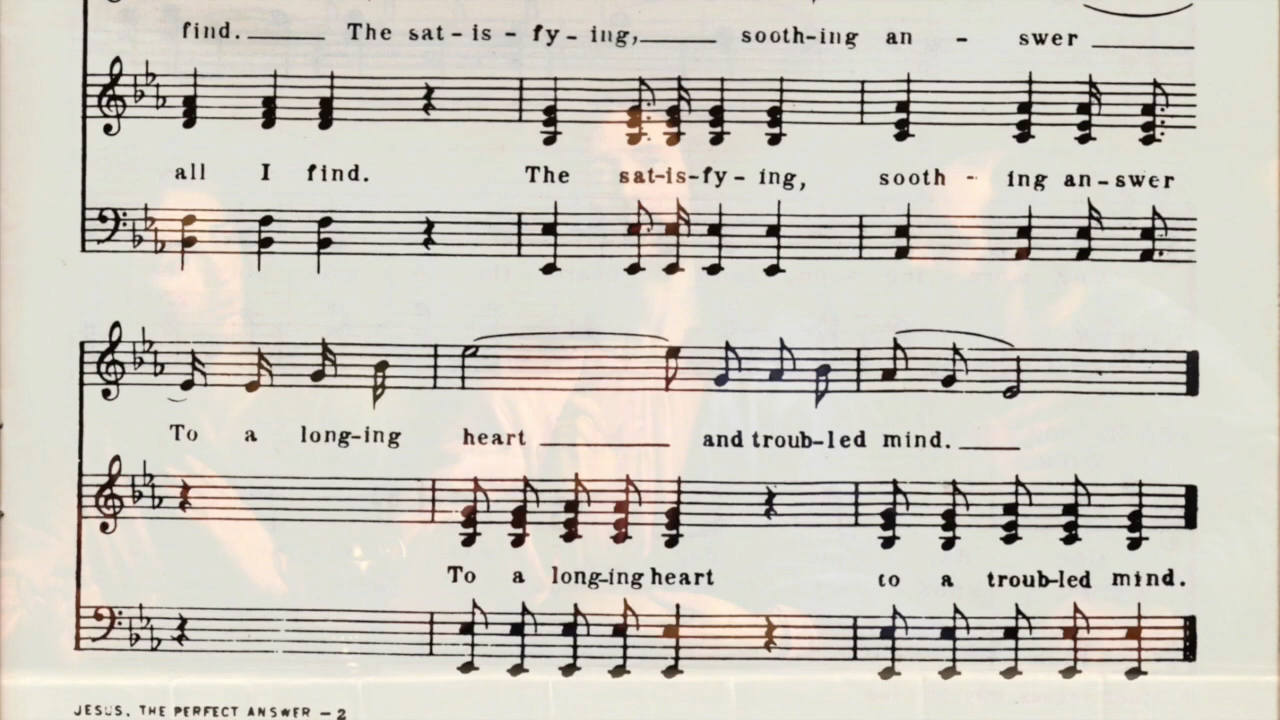 find. The sat-is-fy-ing, sooth-ing an-swer
all I find. The sat-is-fy-ing, sooth-ing an-swer
To a long-ing heart and troub-led mind.
To a long-ing heart to a troub-led mind.
JESUS, THE PERFECT ANSWER - 2